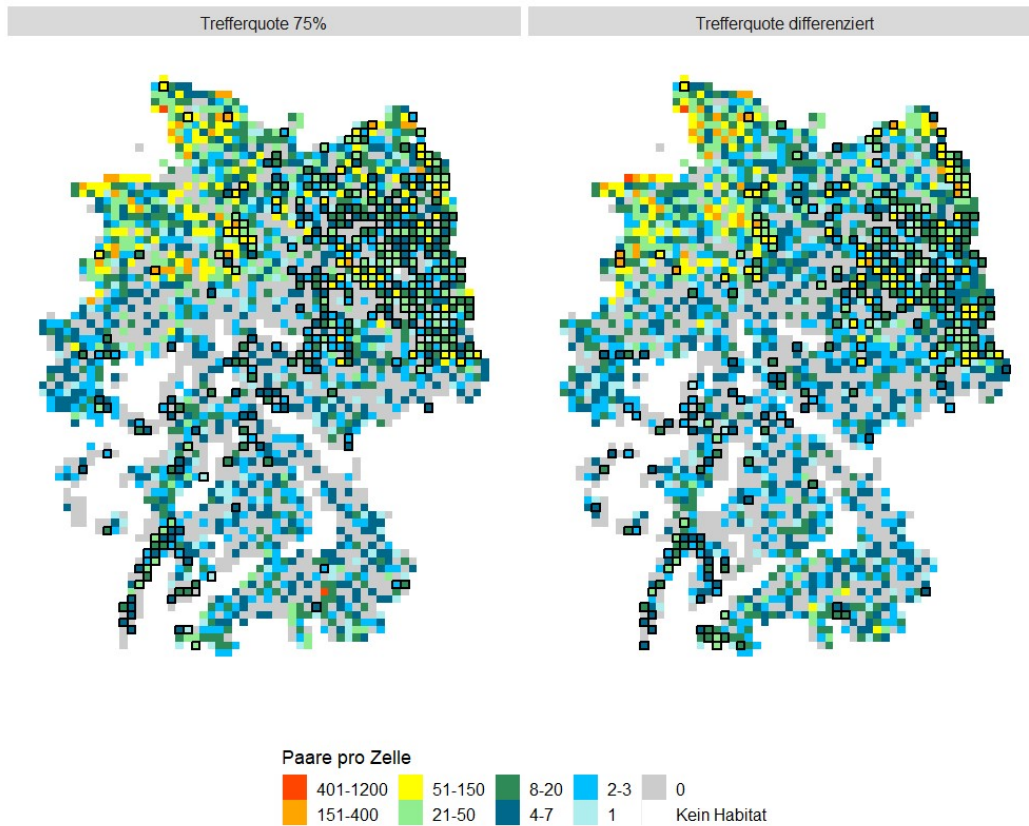 Trefferquote 75%
Trefferquote differenziert
Paare pro Zelle
401-1200 51-150 8-20 2-3 0
151-400 21-50 4-7 1 Kein Habitat